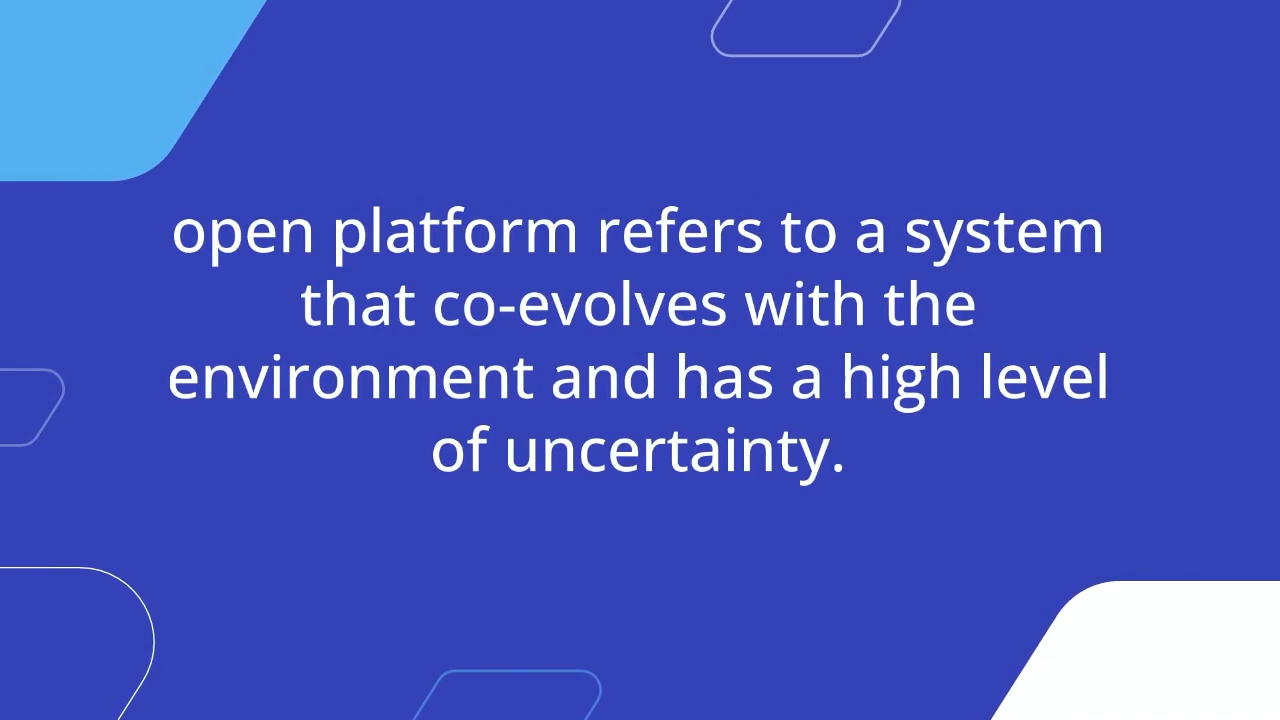 open platform refers to a system
that co-evolves with the
environment and has a high level
of uncertainty.